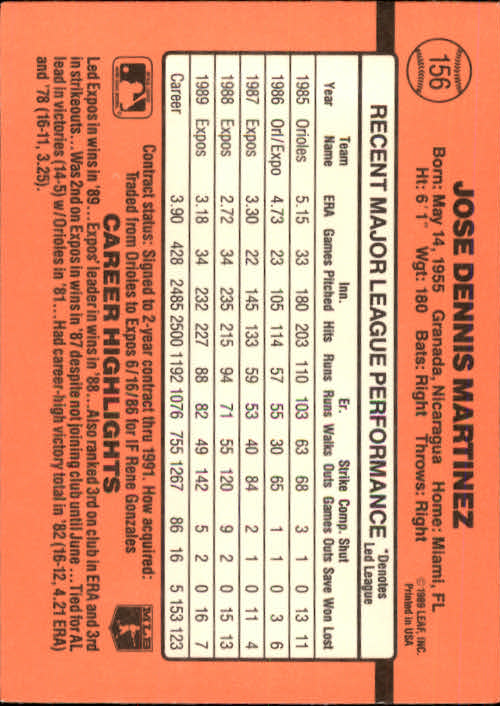 156
JOSE DENNIS MARTINEZ
Born: May 14, 1955 Granada, Nicaragua Home: Miami, FL
Ht: 6' 1" Wgt: 180 Bats: Right Throws: Right
© 1989 LEAF, INC.
Printed in USA
RECENT MAJOR LEAGUE PERFORMANCE
*Denotes
Led League
Team Inn. Er. Strike Comp. Shut
Year Name ERA Games Pitched Hits Runs Runs Walks Outs Games Outs Save Won Lost
1985 Orioles 5.15 33 180 203 110 103 63 68 3 1 0 13 11
1986 Orl/Expo 4.73 23 105 114 57 55 30 65 1 1 0 3 6
1987 Expos 3.30 22 145 133 59 53 40 84 2 1 0 11 4
1988 Expos 2.72 34 235 215 94 71 55 120 9 2 0 15 13
1989 Expos 3.18 34 232 227 88 82 49 142 5 2 0 16 7
Career 3.90 428 2485 2500 1192 1076 755 1267 86 16 5 153 123
Contract status: Signed to 2-year contract thru 1991. How acquired:
Traded from Orioles to Expos 6/16/86 for IF Rene Gonzales
MLB
CAREER HIGHLIGHTS
Led Expos in wins in '89...Expos' leader in wins in '88...Also ranked 3rd on club in ERA and 3rd
in strikeouts...Was 2nd on Expos in wins in '87 despite not joining club until June...Tied for AL
lead in victories (14-5) w/Orioles in '81...Had career-high victory total in '82 (16-12, 4.21 ERA)
and '78 (16-11, 3.25).